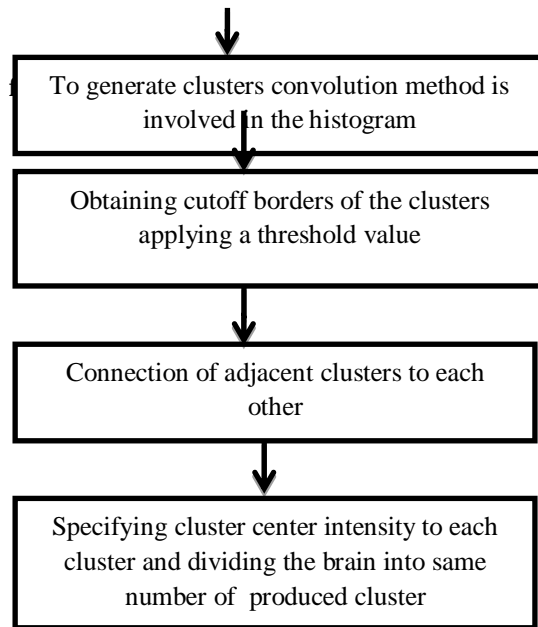 To generate clusters convolution method is
involved in the histogram
Obtaining cutoff borders of the clusters
applying a threshold value
Connection of adjacent clusters to each
other
Specifying cluster center intensity to each
cluster and dividing the brain into same
number of produced cluster